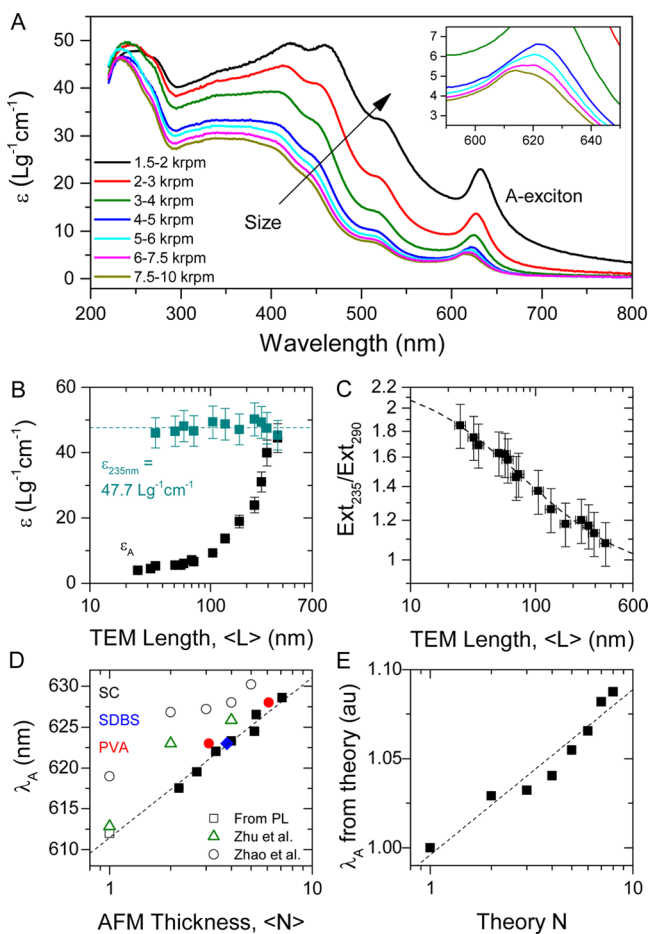 A
ε (Lg⁻¹cm⁻¹)
60
50
40
30
20
10
0
1.5-2 krpm
2-3 krpm
3-4 krpm
4-5 krpm
5-6 krpm
6-7.5 krpm
7.5-10 krpm
Size
A-exciton
7
6
5
4
3
600
620
640
200
300
400
500
600
700
800
Wavelength (nm)
B
ε (Lg⁻¹cm⁻¹)
60
40
20
0
ε235nm =
47.7 Lg⁻¹cm⁻¹
εA
10
100
700
TEM Length, <L> (nm)
C
Ext235/Ext290
2.2
2
1.8
1.6
1.4
1.2
1
10
100
600
TEM Length, <L> (nm)
D
λA (nm)
630
625
620
615
610
SC
SDBS
PVA
From PL
Zhu et al.
Zhao et al.
1
10
AFM Thickness, <N>
E
λA from theory (au)
1.10
1.05
1.00
1
10
Theory N